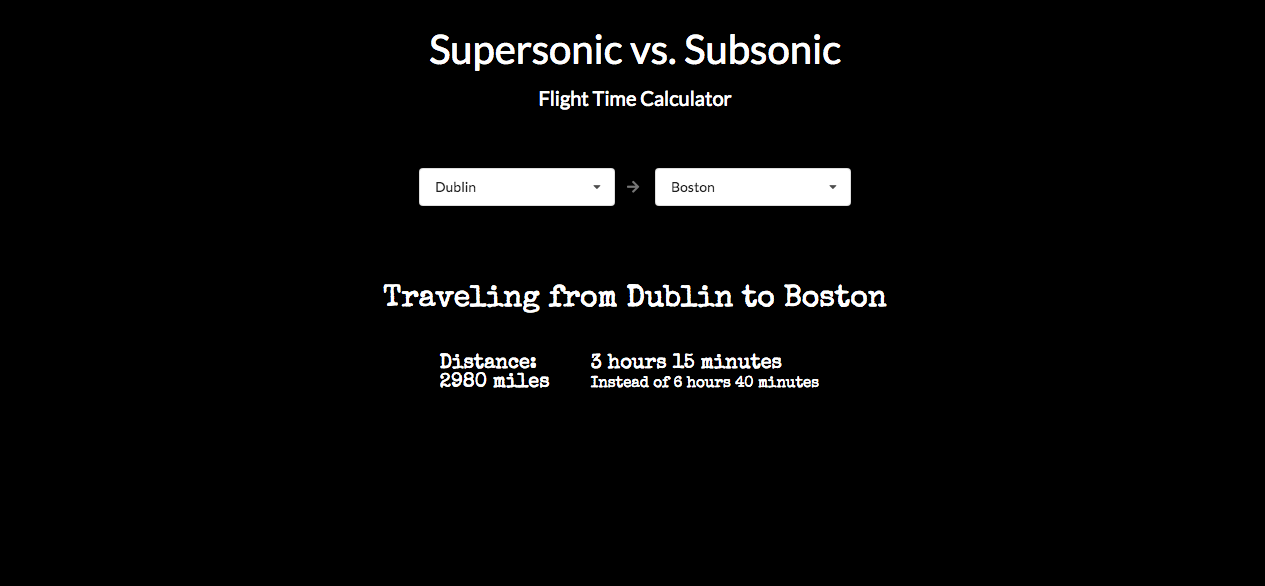 Supersonic vs. Subsonic
Flight Time Calculator
Dublin
Boston
Traveling from Dublin to Boston
Distance:
2980 miles
3 hours 15 minutes
Instead of 6 hours 40 minutes